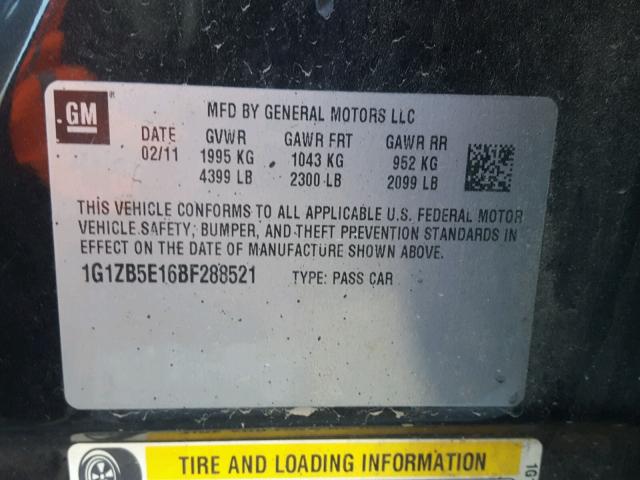 GM
MFD BY GENERAL MOTORS LLC
DATE GVWR GAWR FRT GAWR RR
02/11 1995 KG 1043 KG 952 KG
4399 LB 2300 LB 2099 LB
THIS VEHICLE CONFORMS TO ALL APPLICABLE U.S. FEDERAL MOTOR
VEHICLE SAFETY, BUMPER, AND THEFT PREVENTION STANDARDS IN
EFFECT ON THE DATE OF MANUFACTURE SHOWN ABOVE.
1G1ZB5E16BF288521 TYPE: PASS CAR
TIRE AND LOADING INFORMATION
1G